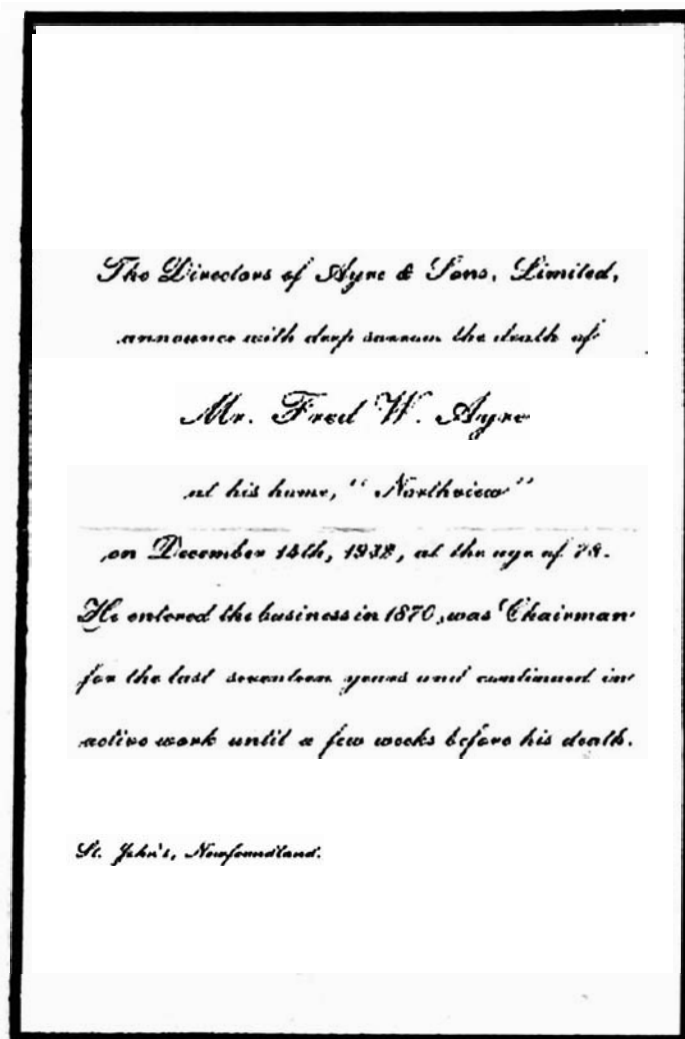 The Directors of Ayre & Sons, Limited,
announce with deep sorrow the death of
Mr. Fred W. Ayre
at his home, "Northview"
on December 14th, 1932, at the age of 78.
He entered the business in 1870, was Chairman
for the last seventeen years and continued in
active work until a few weeks before his death.
St. John's, Newfoundland.